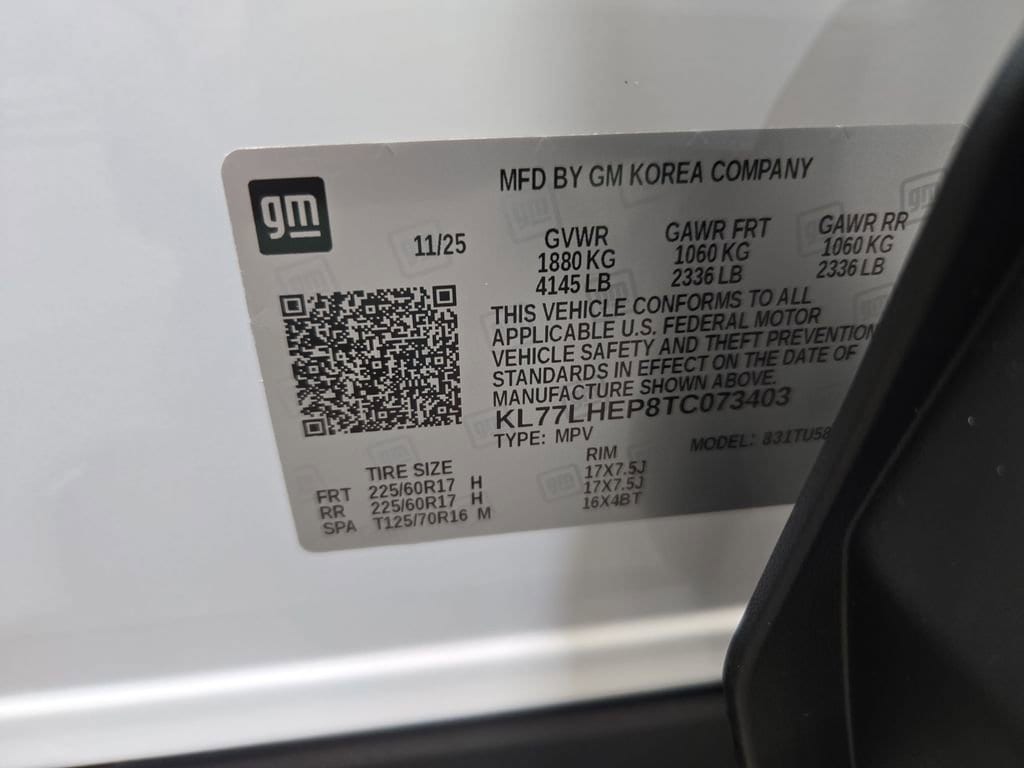 gm
MFD BY GM KOREA COMPANY
11/25
GVWR GAWR FRT GAWR RR
1880 KG 1060 KG 1060 KG
4145 LB 2336 LB 2336 LB
THIS VEHICLE CONFORMS TO ALL
APPLICABLE U.S. FEDERAL MOTOR
VEHICLE SAFETY AND THEFT PREVENTION
STANDARDS IN EFFECT ON THE DATE OF
MANUFACTURE SHOWN ABOVE.
KL77LHEP8TC073403
TYPE: MPV MODEL: 831TU58
TIRE SIZE RIM
FRT 225/60R17 H 17X7.5J
RR 225/60R17 H 17X7.5J
SPA T125/70R16 M 16X4BT